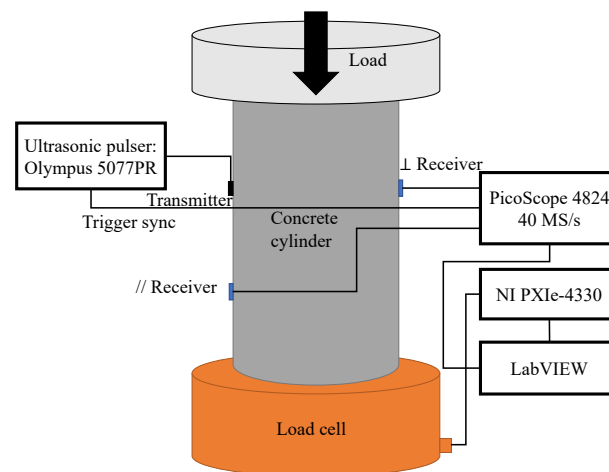 Load
Ultrasonic pulser:
Olympus 5077PR
⊥ Receiver
Transmitter
Trigger sync
PicoScope 4824
40 MS/s
Concrete
cylinder
// Receiver
NI PXIe-4330
LabVIEW
Load cell